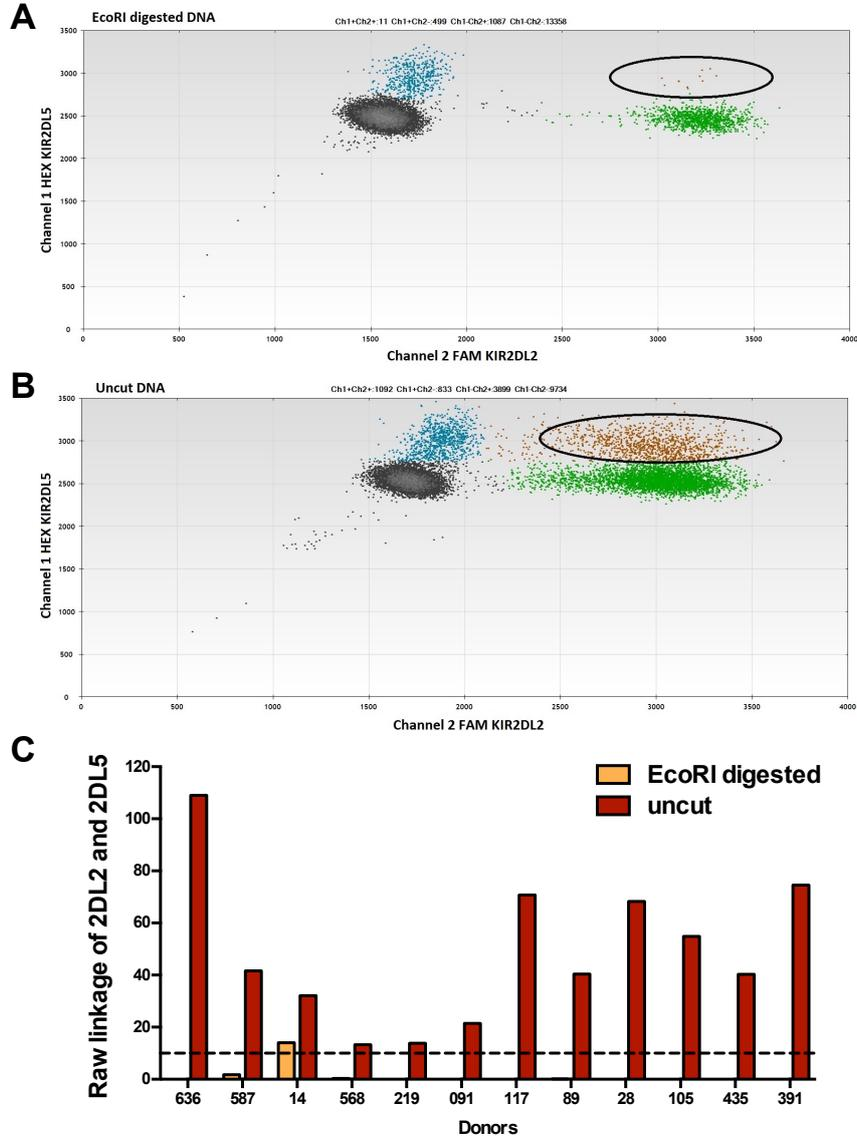 A
EcoRI digested DNA
Ch1+Ch2+:11 Ch1+Ch2-:499 Ch1-Ch2+:1087 Ch1-Ch2-:13358
Channel 1 HEX KIR2DL5
3500
3000
2500
2000
1500
1000
500
0
0 500 1000 1500 2000 2500 3000 3500 4000
Channel 2 FAM KIR2DL2
B
Uncut DNA
Ch1+Ch2+:1092 Ch1+Ch2-:833 Ch1-Ch2+:3899 Ch1-Ch2-:9734
Channel 1 HEX KIR2DL5
3500
3000
2500
2000
1500
1000
500
0
0 500 1000 1500 2000 2500 3000 3500 4000
Channel 2 FAM KIR2DL2
C
Raw linkage of 2DL2 and 2DL5
120
100
80
60
40
20
0
EcoRI digested
uncut
636 587 14 568 219 091 117 89 28 105 435 391
Donors